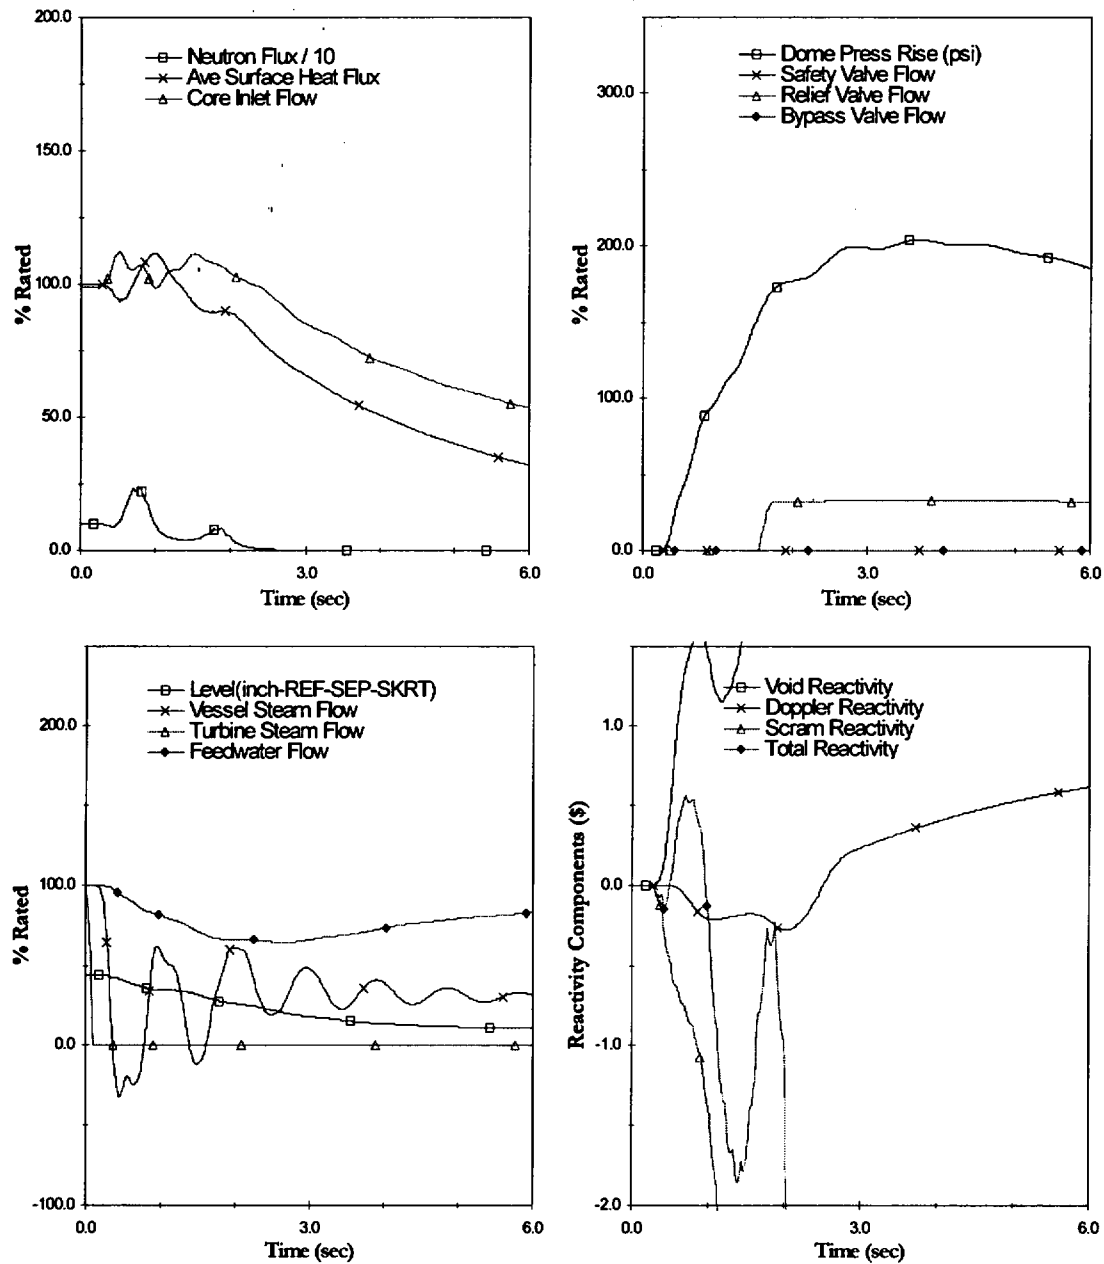 200.0
Neutron Flux / 10
Ave Surface Heat Flux
Core Inlet Flow
150.0
% Rated
100.0
50.0
0.0
0.0 3.0 6.0
Time (sec)
Dome Press Rise (psi)
Safety Valve Flow
Relief Valve Flow
Bypass Valve Flow
300.0
% Rated
200.0
100.0
0.0
0.0 3.0 6.0
Time (sec)
Level(inch-REF-SEP-SKRT)
Vessel Steam Flow
Turbine Steam Flow
Feedwater Flow
200.0
% Rated
100.0
0.0
-100.0
0.0 3.0 6.0
Time (sec)
Void Reactivity
Doppler Reactivity
Scram Reactivity
Total Reactivity
1.0
Reactivity Components ($)
0.0
-1.0
-2.0
0.0 3.0 6.0
Time (sec)